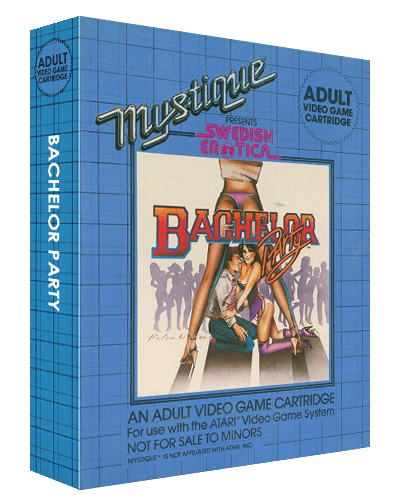 ADULT
VIDEO GAME
CARTRIDGE
BACHELOR PARTY
Mystique
PRESENTS
SWEDISH
EROTICA
ADULT
VIDEO GAME
CARTRIDGE
BACHELOR
Party
AN ADULT VIDEO GAME CARTRIDGE
For use with the ATARI™ Video Game System
NOT FOR SALE TO MINORS
MYSTIQUE™ IS NOT AFFILIATED WITH ATARI, INC.